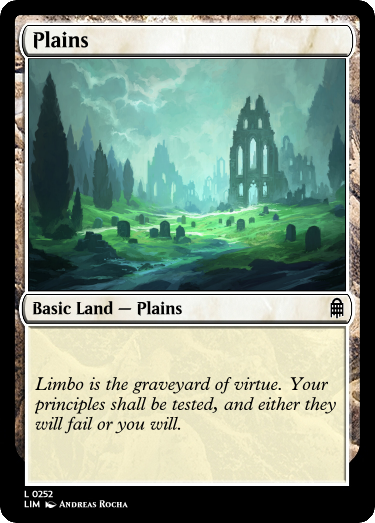 Plains
Basic Land — Plains
Limbo is the graveyard of virtue. Your
principles shall be tested, and either they
will fail or you will.
L 0252
LIM Andreas Rocha